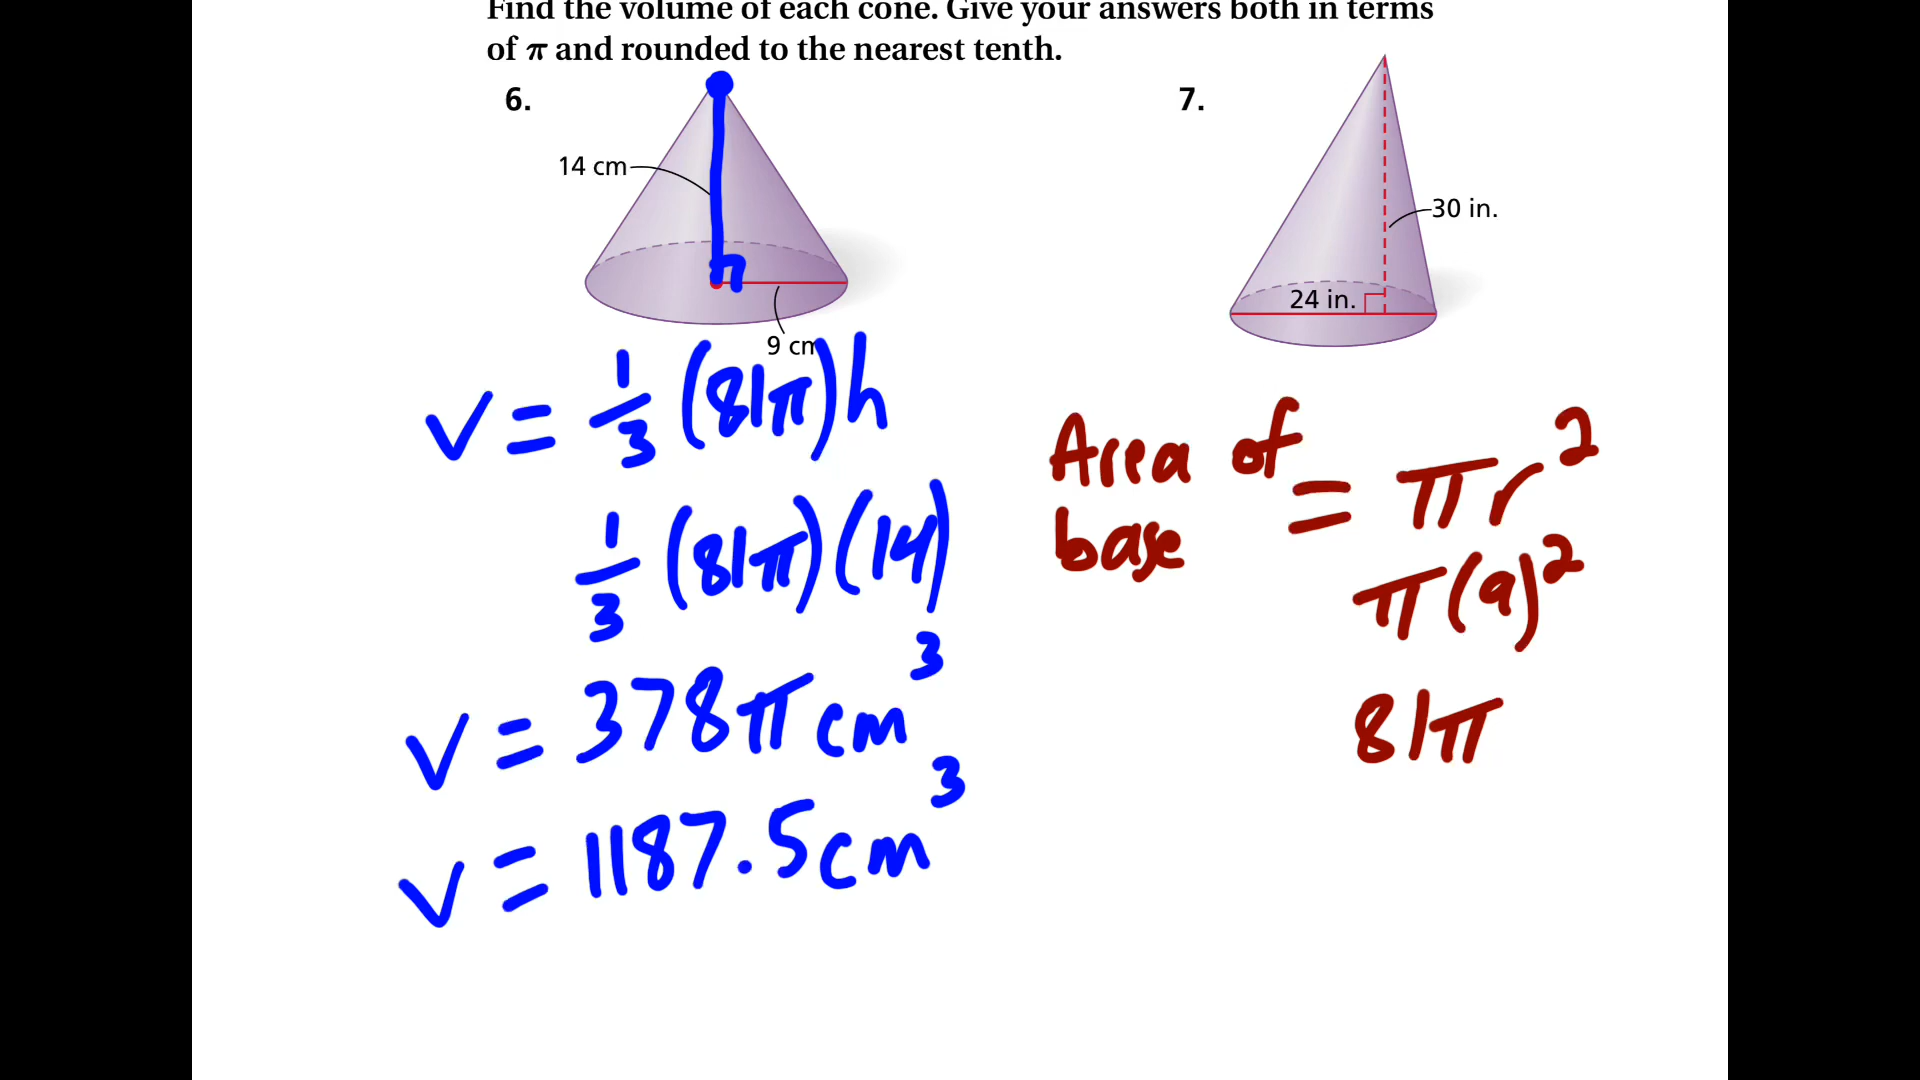 Find the volume of each cone. Give your answers both in terms
of π and rounded to the nearest tenth.
6.
14 cm
9 cm
7.
30 in.
24 in.
V = 1/3 (81π) h
1/3 (81π)(14)
V = 378π cm³
V = 1187.5 cm³
Area of base = πr²
π(9)²
81π